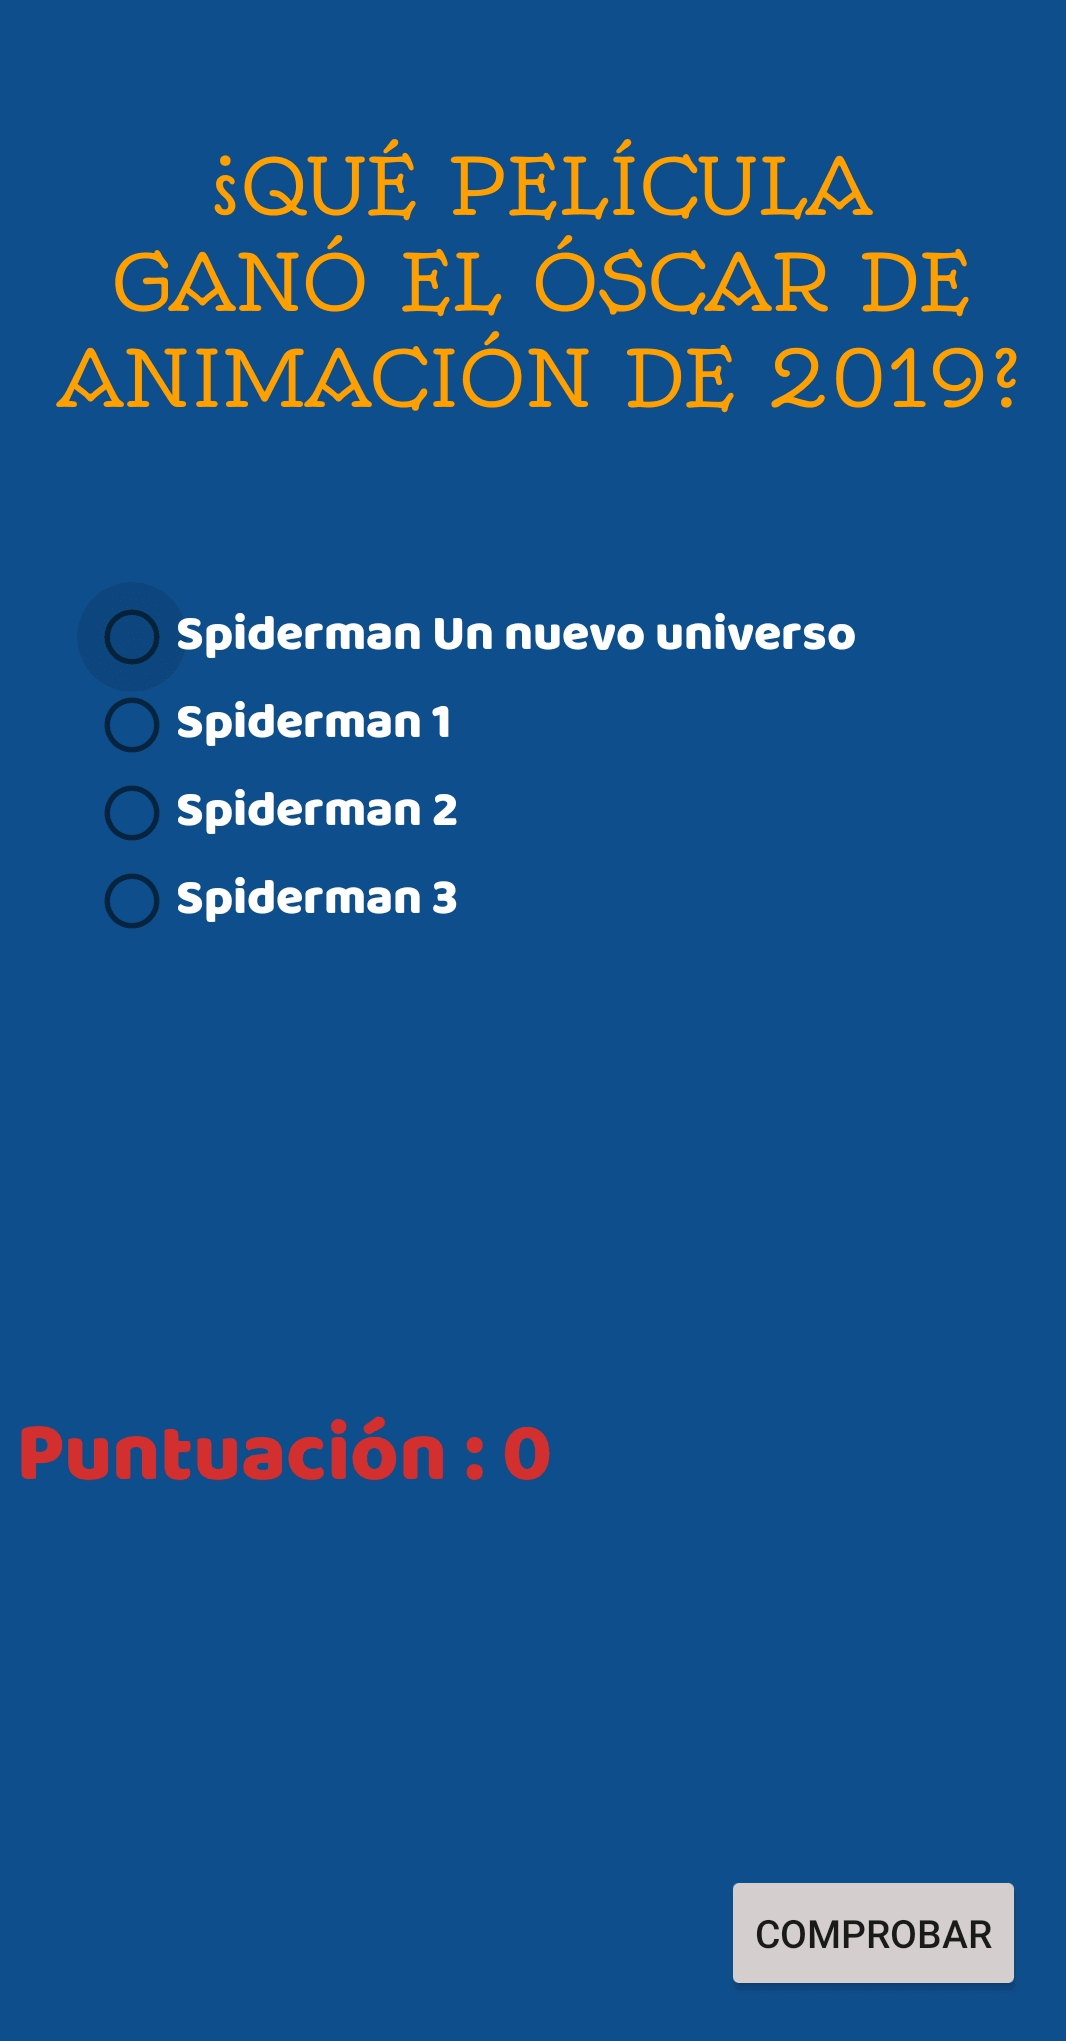 ¿QUÉ PELÍCULA
GANÓ EL ÓSCAR DE
ANIMACIÓN DE 2019?
Spiderman Un nuevo universo
Spiderman 1
Spiderman 2
Spiderman 3
Puntuación : 0
COMPROBAR